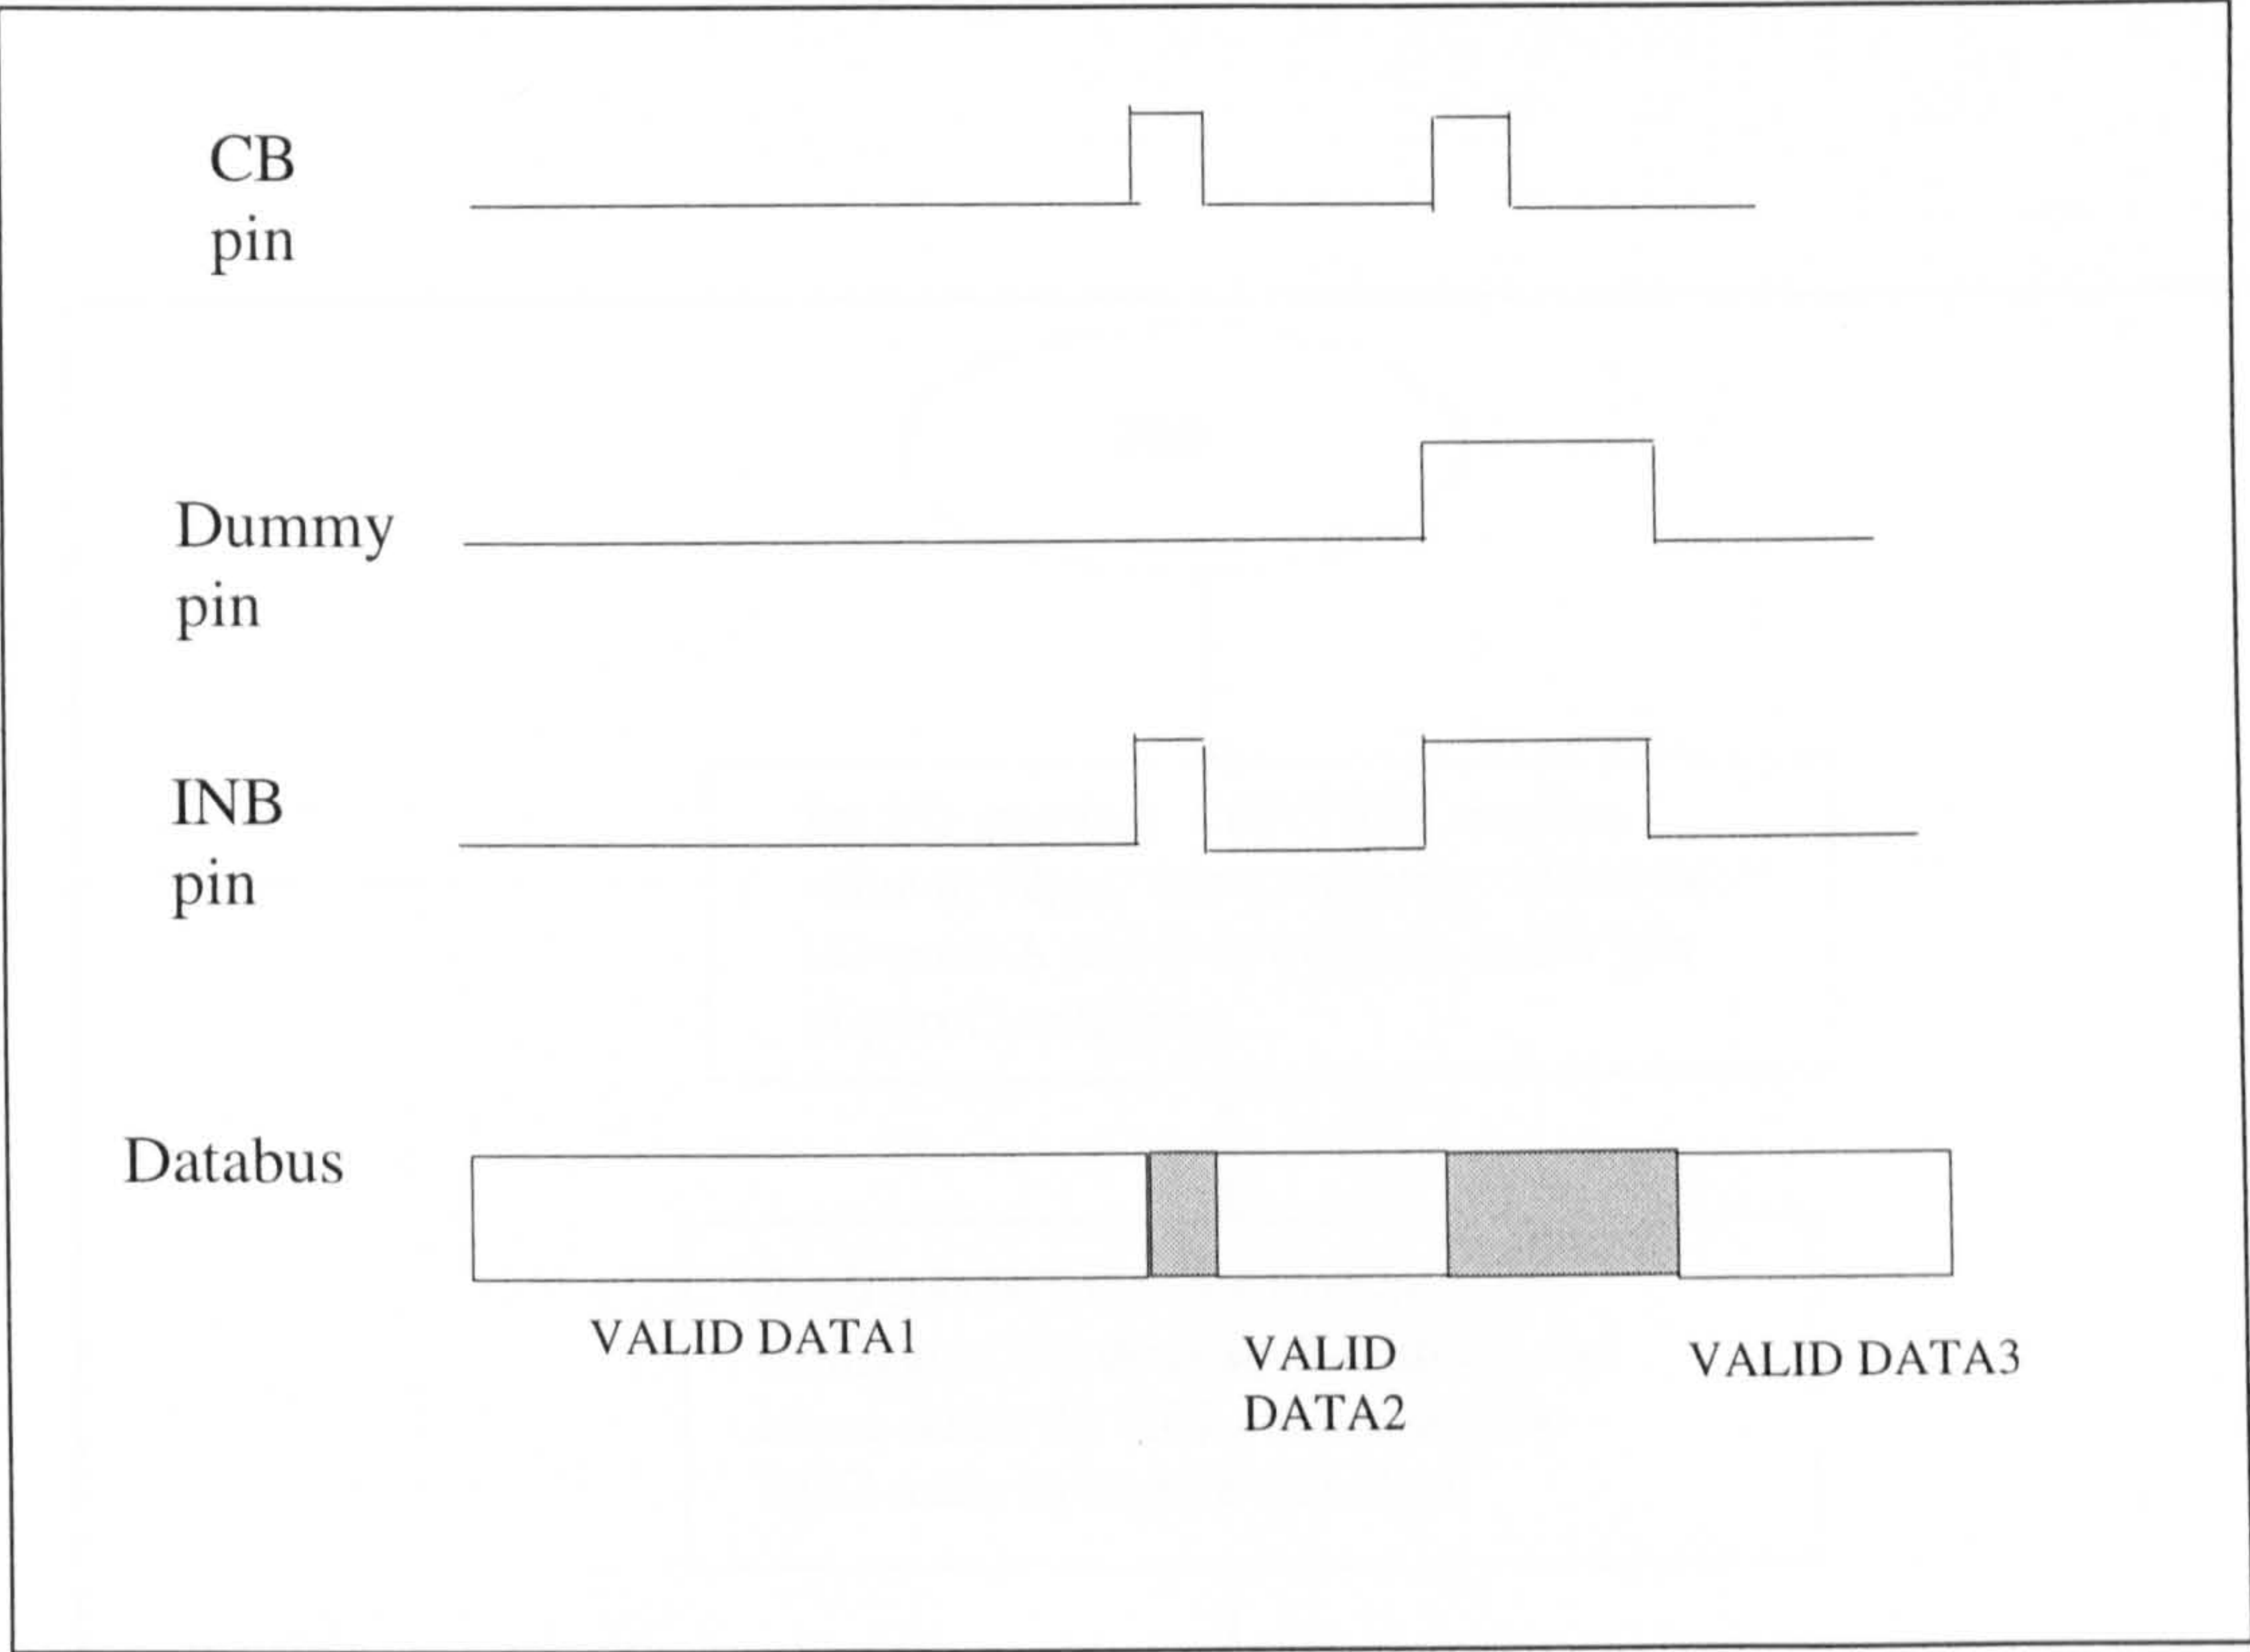 CB
pin
Dummy
pin
INB
pin
Databus
VALID DATA1
VALID
DATA2
VALID DATA3